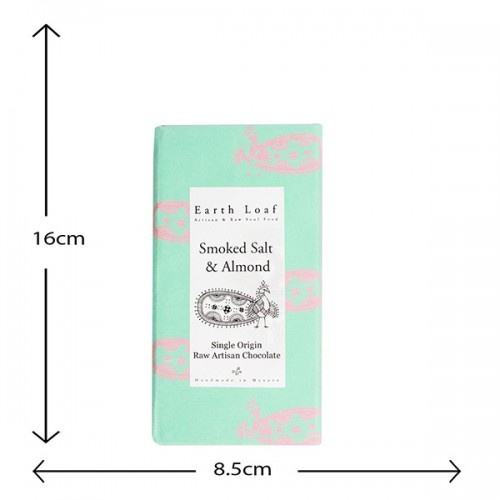 16cm
Earth Loaf
Artisan & Raw Soul Food
Smoked Salt
& Almond
Single Origin
Raw Artisan Chocolate
Handmade in Mysore
8.5cm